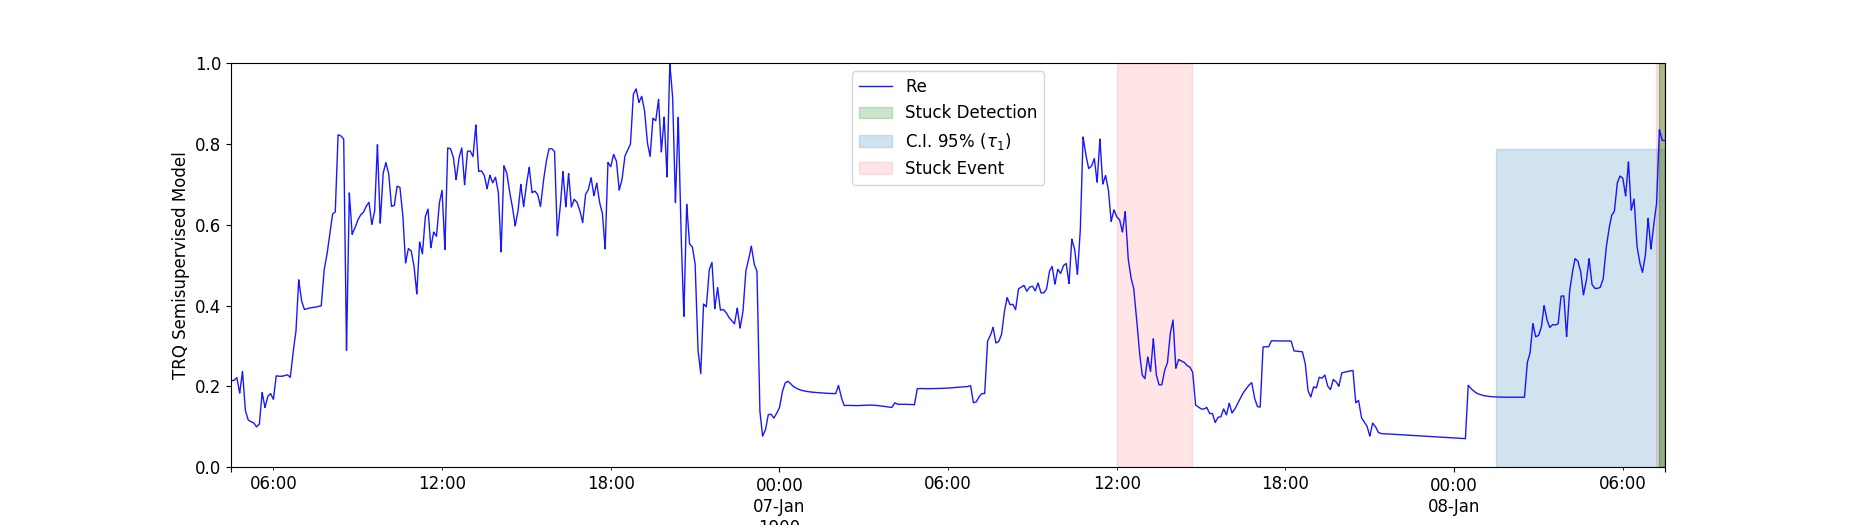 1.0
0.8
0.6
0.4
0.2
0.0
TRQ Semisupervised Model
Re
Stuck Detection
C.I. 95% (τ₁)
Stuck Event
06:00 12:00 18:00 00:00 06:00 12:00 18:00 00:00 06:00
07-Jan 08-Jan
1900